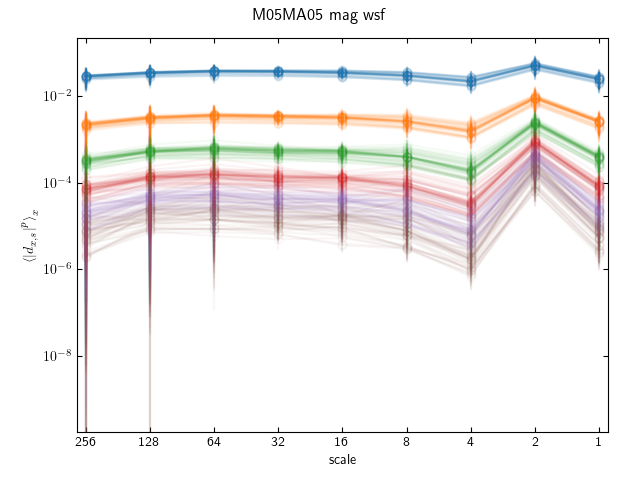 M05MA05 mag wsf
⟨|d_{x,s}|^p⟩_x
10^{-2}
10^{-4}
10^{-6}
10^{-8}
256 128 64 32 16 8 4 2 1
scale